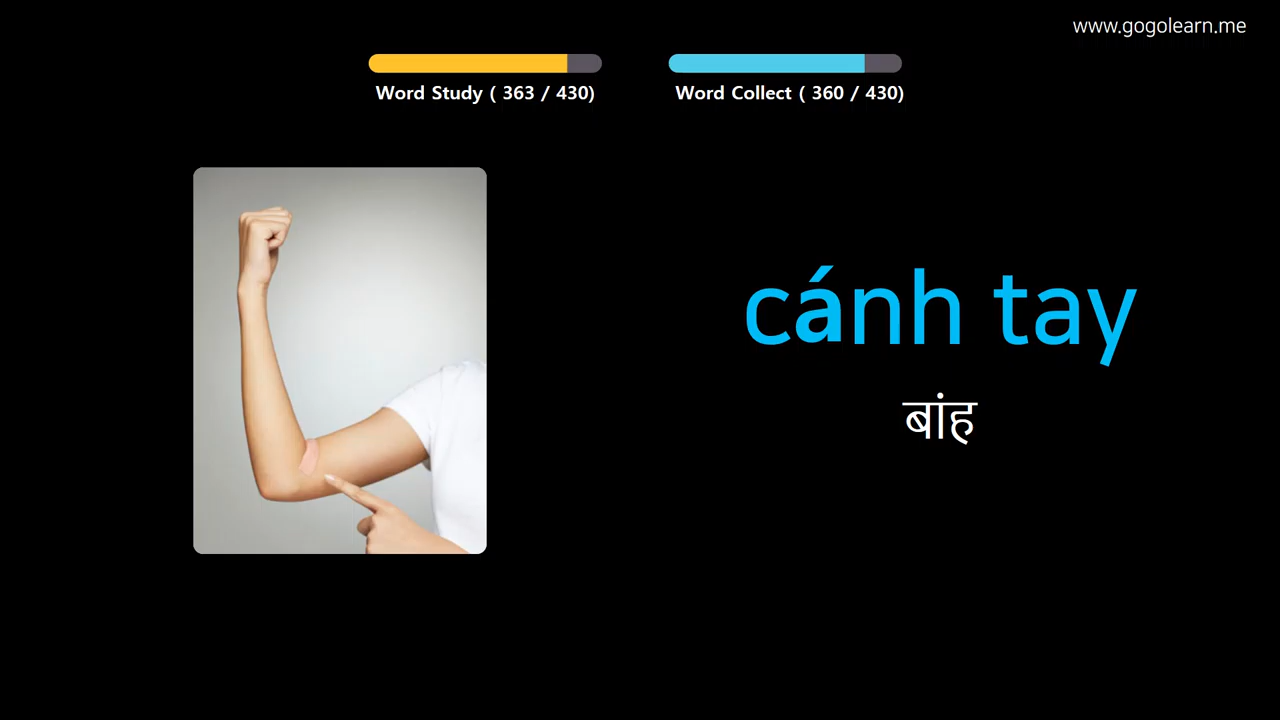 www.gogolearn.me
Word Study ( 363 / 430)
Word Collect ( 360 / 430)
cánh tay
बांह